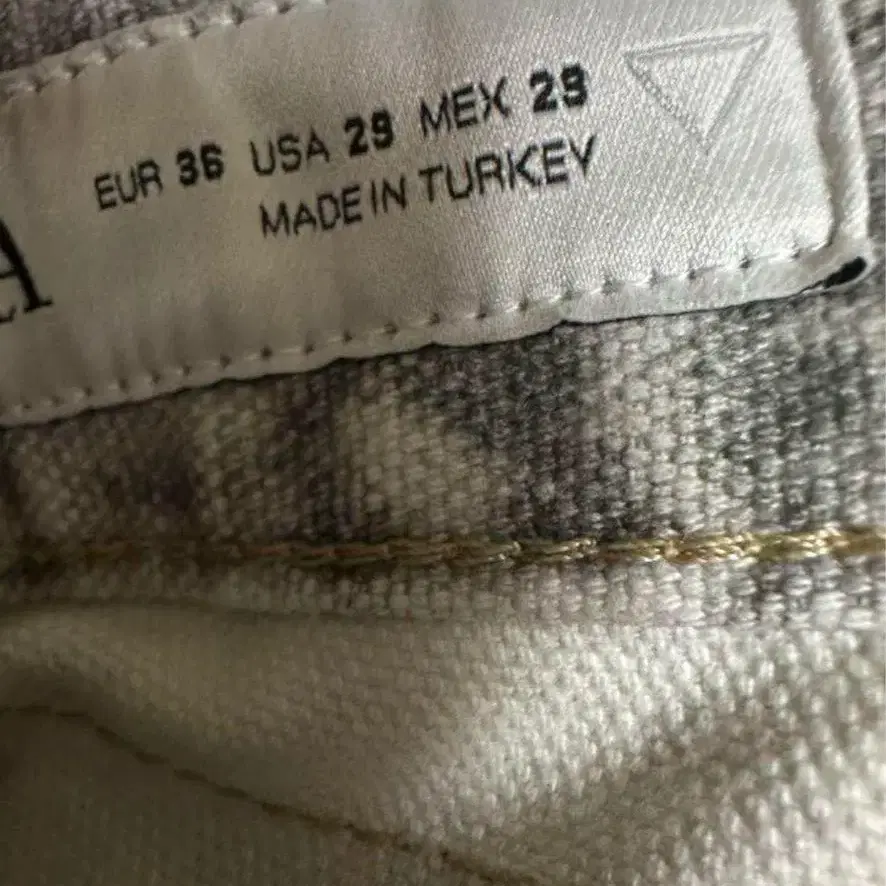 A
EUR 36 USA 29 MEX 29
MADE IN TURKEY